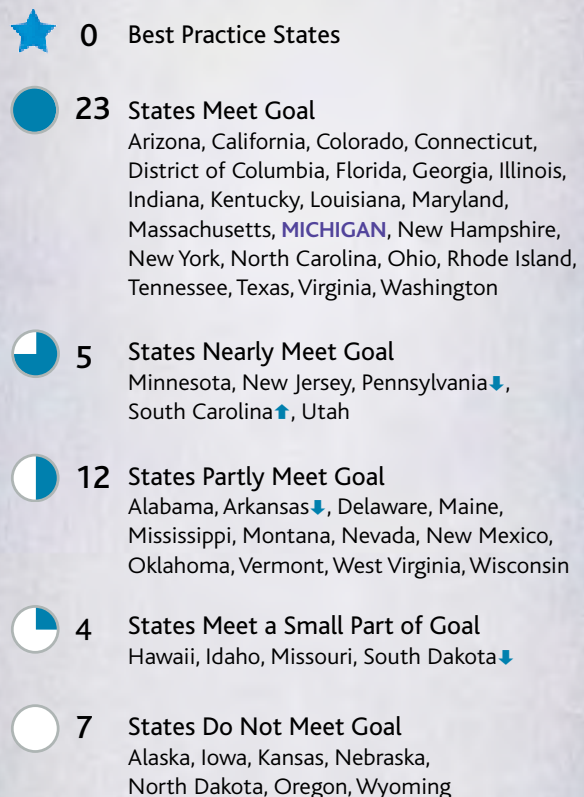 0 Best Practice States
23 States Meet Goal
Arizona, California, Colorado, Connecticut,
District of Columbia, Florida, Georgia, Illinois,
Indiana, Kentucky, Louisiana, Maryland,
Massachusetts, MICHIGAN, New Hampshire,
New York, North Carolina, Ohio, Rhode Island,
Tennessee, Texas, Virginia, Washington
5 States Nearly Meet Goal
Minnesota, New Jersey, Pennsylvania⬇,
South Carolina⬆, Utah
12 States Partly Meet Goal
Alabama, Arkansas⬇, Delaware, Maine,
Mississippi, Montana, Nevada, New Mexico,
Oklahoma, Vermont, West Virginia, Wisconsin
4 States Meet a Small Part of Goal
Hawaii, Idaho, Missouri, South Dakota⬇
7 States Do Not Meet Goal
Alaska, Iowa, Kansas, Nebraska,
North Dakota, Oregon, Wyoming